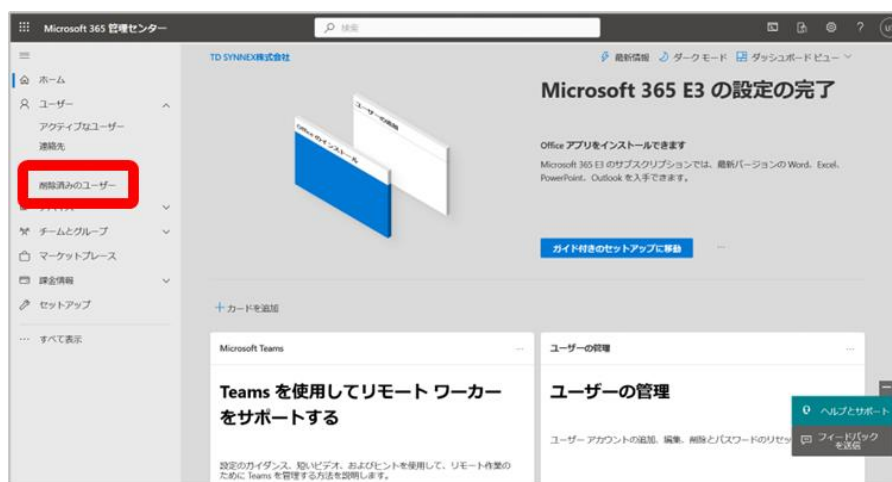 Microsoft 365 管理センター
検索
TD SYNNEX株式会社
最新情報 ダーク モード ダッシュボード ビュー
ホーム
ユーザー
アクティブなユーザー
連絡先
削除済みのユーザー
チームとグループ
マーケットプレース
課金情報
セットアップ
すべて表示
Microsoft 365 E3 の設定の完了
ユーザーの追加
Office のインストール
Office アプリをインストールできます
Microsoft 365 E3 のサブスクリプションでは、最新バージョンの Word、Excel、
PowerPoint、Outlook を入手できます。
ガイド付きのセットアップに移動
カードを追加
Microsoft Teams
Teams を使用してリモート ワーカー
をサポートする
設定のガイダンス、短いビデオ、およびヒントを使用して、リモート作業の
ために Teams を管理する方法を説明します。
ユーザーの管理
ユーザーの管理
ユーザー アカウントの追加、編集、削除とパスワードのリセッ
ヘルプとサポート
フィードバック
を送信